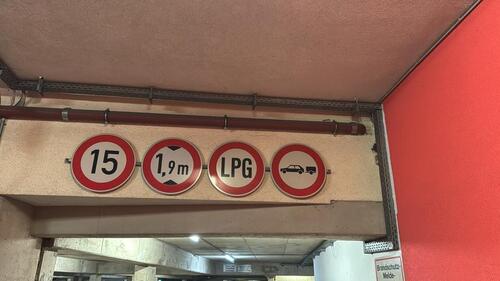 15
1,9m
LPG
Brandschutz-
Melde-